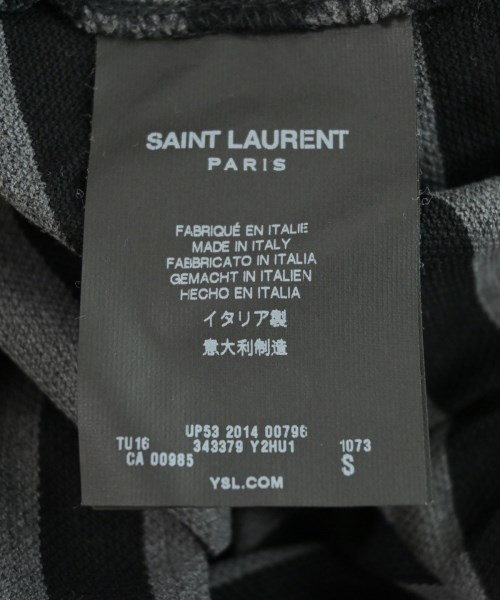 SAINT LAURENT
PARIS
FABRIQUÉ EN ITALIE
MADE IN ITALY
FABBRICATO IN ITALIA
GEMACHT IN ITALIEN
HECHO EN ITALIA
イタリア製
意大利制造
UP53 2014 00796
TU16 343379 Y2HU1 1073
CA 00985 S
YSL.COM